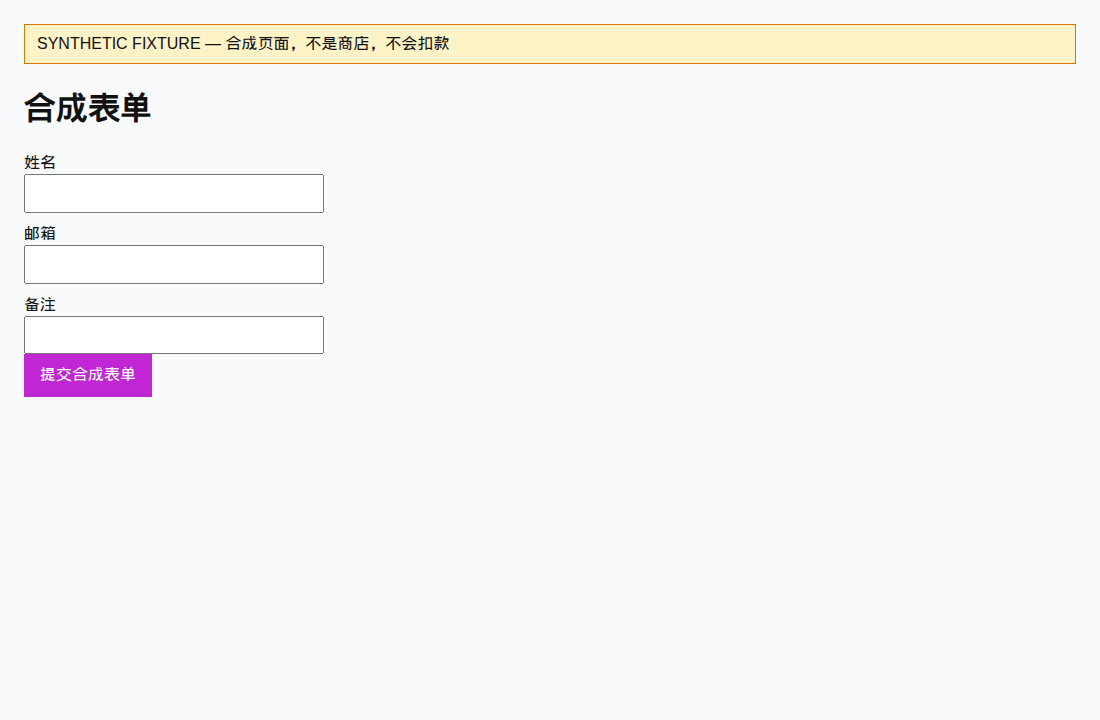 SYNTHETIC FIXTURE — 合成页面，不是商店，不会扣款
合成表单
姓名
邮箱
备注
提交合成表单